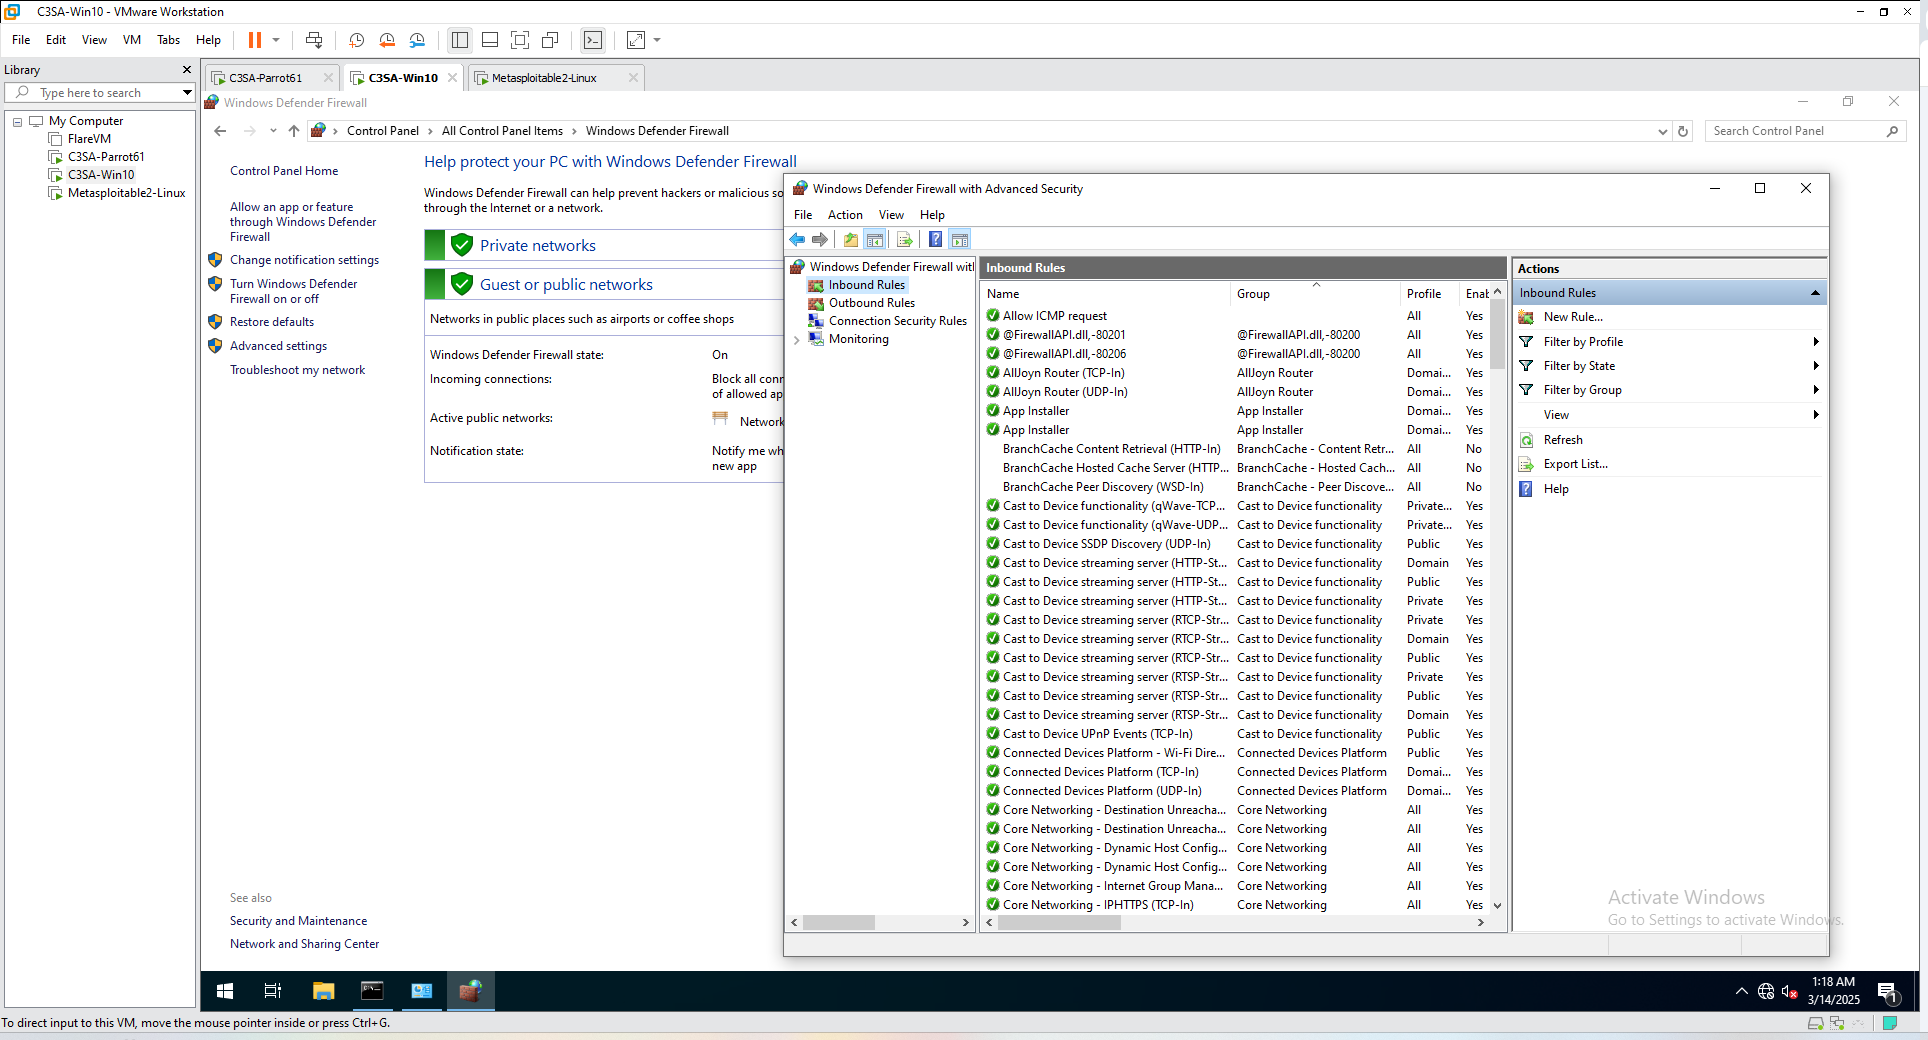 C3SA-Win10 - VMware Workstation
File Edit View VM Tabs Help
Library
Type here to search
My Computer
FlareVM
C3SA-Parrot61
C3SA-Win10
Metasploitable2-Linux
C3SA-Parrot61
C3SA-Win10
Metasploitable2-Linux
Windows Defender Firewall
Control Panel > All Control Panel Items > Windows Defender Firewall
Search Control Panel
Control Panel Home
Allow an app or feature
through Windows Defender
Firewall
Change notification settings
Turn Windows Defender
Firewall on or off
Restore defaults
Advanced settings
Troubleshoot my network
See also
Security and Maintenance
Network and Sharing Center
Help protect your PC with Windows Defender Firewall
Windows Defender Firewall can help prevent hackers or malicious so
through the Internet or a network.
Private networks
Guest or public networks
Networks in public places such as airports or coffee shops
Windows Defender Firewall state: On
Incoming connections: Block all conn
of allowed ap
Active public networks: Network
Notification state: Notify me wh
new app
Windows Defender Firewall with Advanced Security
File Action View Help
Windows Defender Firewall wit
Inbound Rules
Outbound Rules
Connection Security Rules
Monitoring
Inbound Rules
Name Group Profile Enab
Allow ICMP request All Yes
@FirewallAPI.dll,-80201 @FirewallAPI.dll,-80200 All Yes
@FirewallAPI.dll,-80206 @FirewallAPI.dll,-80200 All Yes
AllJoyn Router (TCP-In) AllJoyn Router Domai... Yes
AllJoyn Router (UDP-In) AllJoyn Router Domai... Yes
App Installer App Installer Domai... Yes
App Installer App Installer Domai... Yes
BranchCache Content Retrieval (HTTP-In) BranchCache - Content Retr... All No
BranchCache Hosted Cache Server (HTTP... BranchCache - Hosted Cach... All No
BranchCache Peer Discovery (WSD-In) BranchCache - Peer Discove... All No
Cast to Device functionality (qWave-TCP... Cast to Device functionality Private... Yes
Cast to Device functionality (qWave-UDP... Cast to Device functionality Private... Yes
Cast to Device SSDP Discovery (UDP-In) Cast to Device functionality Public Yes
Cast to Device streaming server (HTTP-St... Cast to Device functionality Domain Yes
Cast to Device streaming server (HTTP-St... Cast to Device functionality Public Yes
Cast to Device streaming server (HTTP-St... Cast to Device functionality Private Yes
Cast to Device streaming server (RTCP-Str... Cast to Device functionality Private Yes
Cast to Device streaming server (RTCP-Str... Cast to Device functionality Domain Yes
Cast to Device streaming server (RTCP-Str... Cast to Device functionality Public Yes
Cast to Device streaming server (RTSP-Str... Cast to Device functionality Private Yes
Cast to Device streaming server (RTSP-Str... Cast to Device functionality Public Yes
Cast to Device streaming server (RTSP-Str... Cast to Device functionality Domain Yes
Cast to Device UPnP Events (TCP-In) Cast to Device functionality Public Yes
Connected Devices Platform - Wi-Fi Dire... Connected Devices Platform Public Yes
Connected Devices Platform (TCP-In) Connected Devices Platform Domai... Yes
Connected Devices Platform (UDP-In) Connected Devices Platform Domai... Yes
Core Networking - Destination Unreacha... Core Networking All Yes
Core Networking - Destination Unreacha... Core Networking All Yes
Core Networking - Dynamic Host Config... Core Networking All Yes
Core Networking - Dynamic Host Config... Core Networking All Yes
Core Networking - Internet Group Mana... Core Networking All Yes
Core Networking - IPHTTPS (TCP-In) Core Networking All Yes
Actions
Inbound Rules
New Rule...
Filter by Profile
Filter by State
Filter by Group
View
Refresh
Export List...
Help
Activate Windows
Go to Settings to activate Windows.
1:18 AM
3/14/2025
1
To direct input to this VM, move the mouse pointer inside or press Ctrl+G.